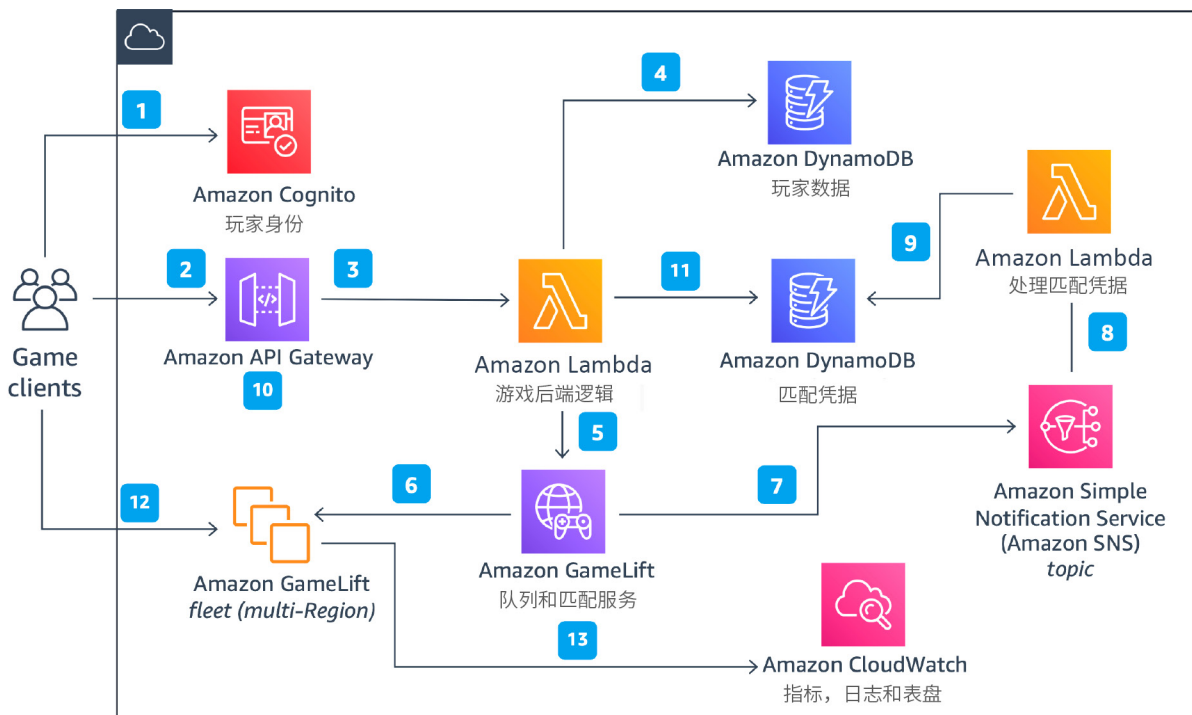 1
4
Amazon DynamoDB
玩家数据
Amazon Cognito
玩家身份
9
Amazon Lambda
处理匹配凭据
2
3
11
8
Game
clients
Amazon API Gateway
10
Amazon Lambda
游戏后端逻辑
Amazon DynamoDB
匹配凭据
5
6
7
12
Amazon Simple
Notification Service
(Amazon SNS)
topic
Amazon GameLift
fleet (multi-Region)
Amazon GameLift
队列和匹配服务
13
Amazon CloudWatch
指标，日志和表盘